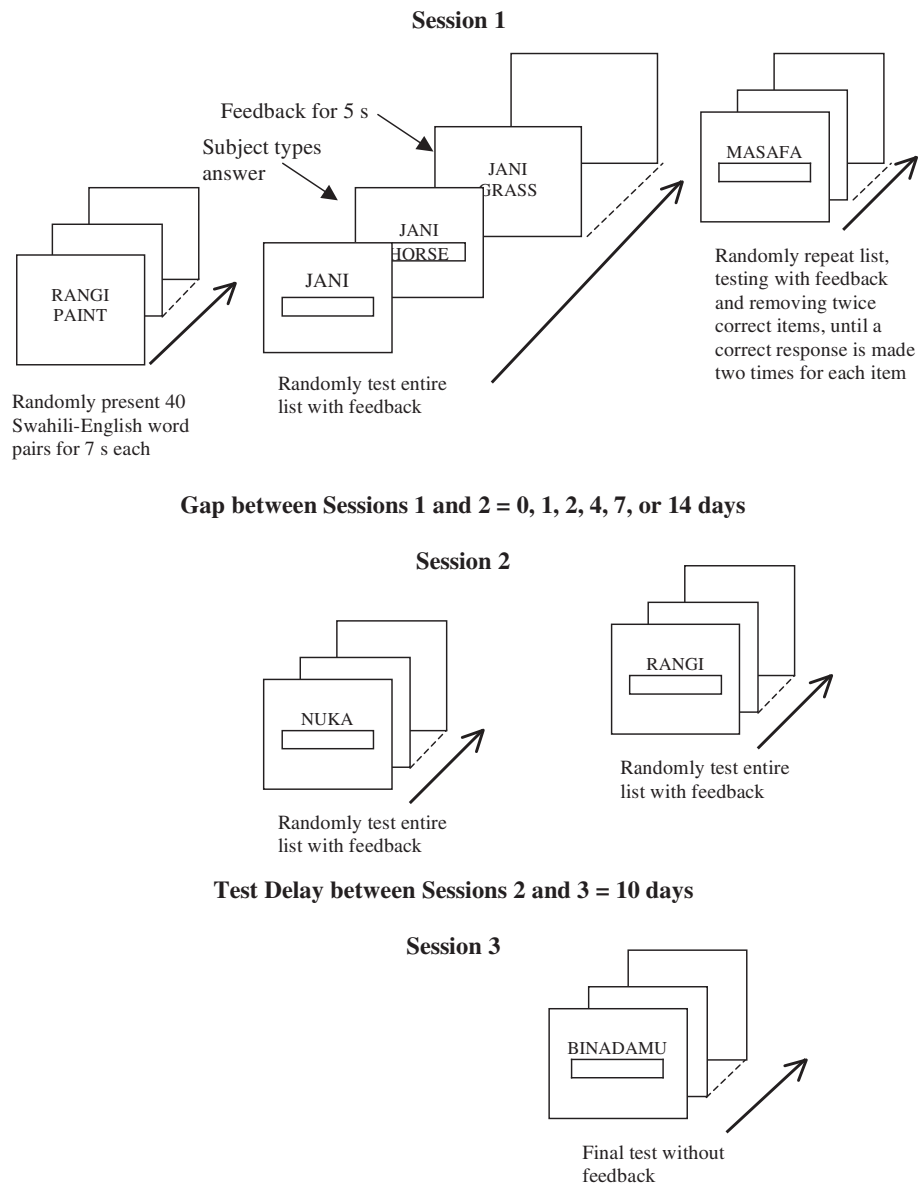 Session 1
Feedback for 5 s
Subject types
answer
RANGI
PAINT
JANI
JANI
HORSE
JANI
GRASS
MASAFA
Randomly present 40
Swahili-English word
pairs for 7 s each
Randomly test entire
list with feedback
Randomly repeat list,
testing with feedback
and removing twice
correct items, until a
correct response is made
two times for each item
Gap between Sessions 1 and 2 = 0, 1, 2, 4, 7, or 14 days
Session 2
NUKA
Randomly test entire
list with feedback
RANGI
Randomly test entire
list with feedback
Test Delay between Sessions 2 and 3 = 10 days
Session 3
BINADAMU
Final test without
feedback